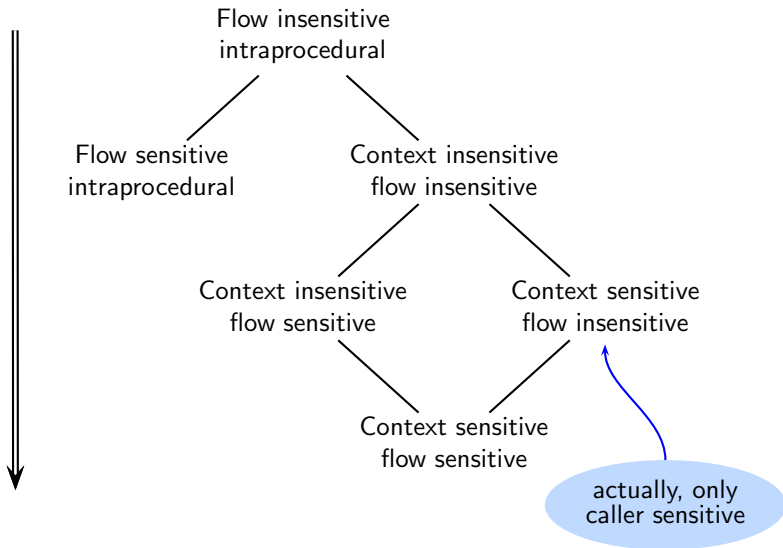 Flow insensitive
intraprocedural
Flow sensitive
intraprocedural
Context insensitive
flow insensitive
Context insensitive
flow sensitive
Context sensitive
flow insensitive
Context sensitive
flow sensitive
actually, only
caller sensitive